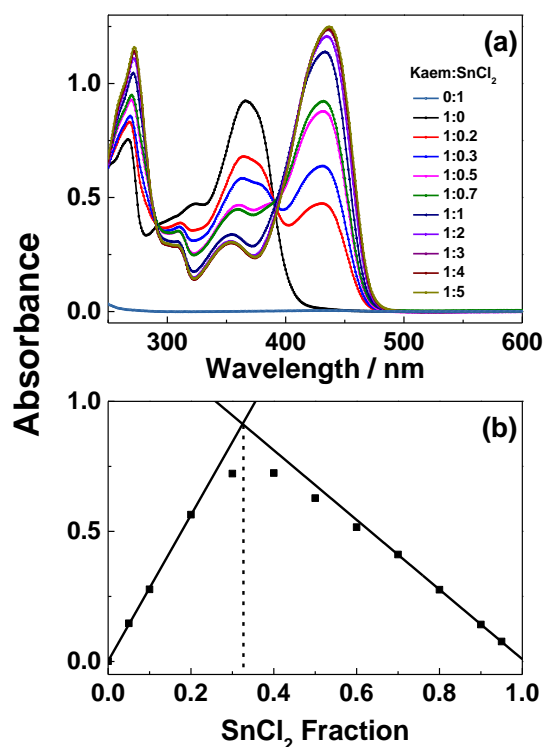 (a)
Kaem:SnCl₂
0:1
1:0
1:0.2
1:0.3
1:0.5
1:0.7
1:1
1:2
1:3
1:4
1:5
1.0
0.5
0.0
300 400 500 600
Wavelength / nm
Absorbance
(b)
1.0
0.5
0.0
0.0 0.2 0.4 0.6 0.8 1.0
SnCl₂ Fraction